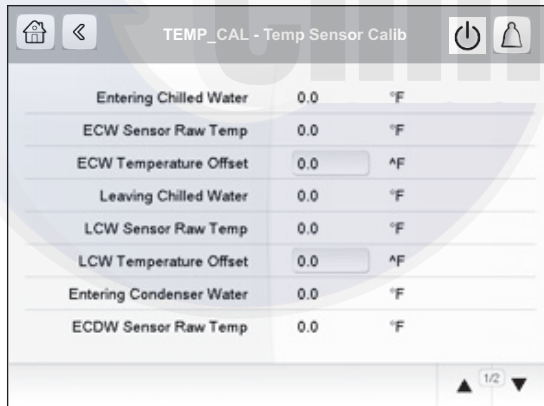 TEMP_CAL - Temp Sensor Calib
Entering Chilled Water 0.0 °F
ECW Sensor Raw Temp 0.0 °F
ECW Temperature Offset 0.0 ^F
Leaving Chilled Water 0.0 °F
LCW Sensor Raw Temp 0.0 °F
LCW Temperature Offset 0.0 ^F
Entering Condenser Water 0.0 °F
ECDW Sensor Raw Temp 0.0 °F
1/2